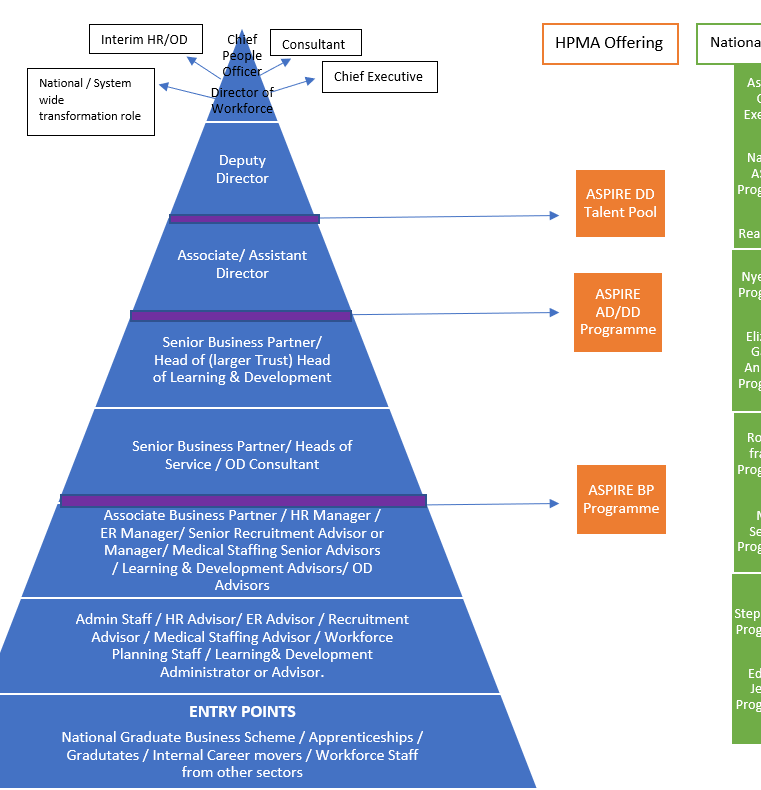 Interim HR/OD
Chief
People
Officer
Consultant
Chief Executive
National / System
wide
transformation role
Director of
Workforce
Deputy
Director
Associate/ Assistant
Director
Senior Business Partner/
Head of (larger Trust) Head
of Learning & Development
Senior Business Partner/ Heads of
Service / OD Consultant
Associate Business Partner / HR Manager /
ER Manager/ Senior Recruitment Advisor or
Manager/ Medical Staffing Senior Advisors
/ Learning & Development Advisors/ OD
Advisors
Admin Staff / HR Advisor/ ER Advisor / Recruitment
Advisor / Medical Staffing Advisor / Workforce
Planning Staff / Learning& Development
Administrator or Advisor.
ENTRY POINTS
National Graduate Business Scheme / Apprenticeships /
Gradutates / Internal Career movers / Workforce Staff
from other sectors
HPMA Offering
ASPIRE DD
Talent Pool
ASPIRE
AD/DD
Programme
ASPIRE BP
Programme
Nationa